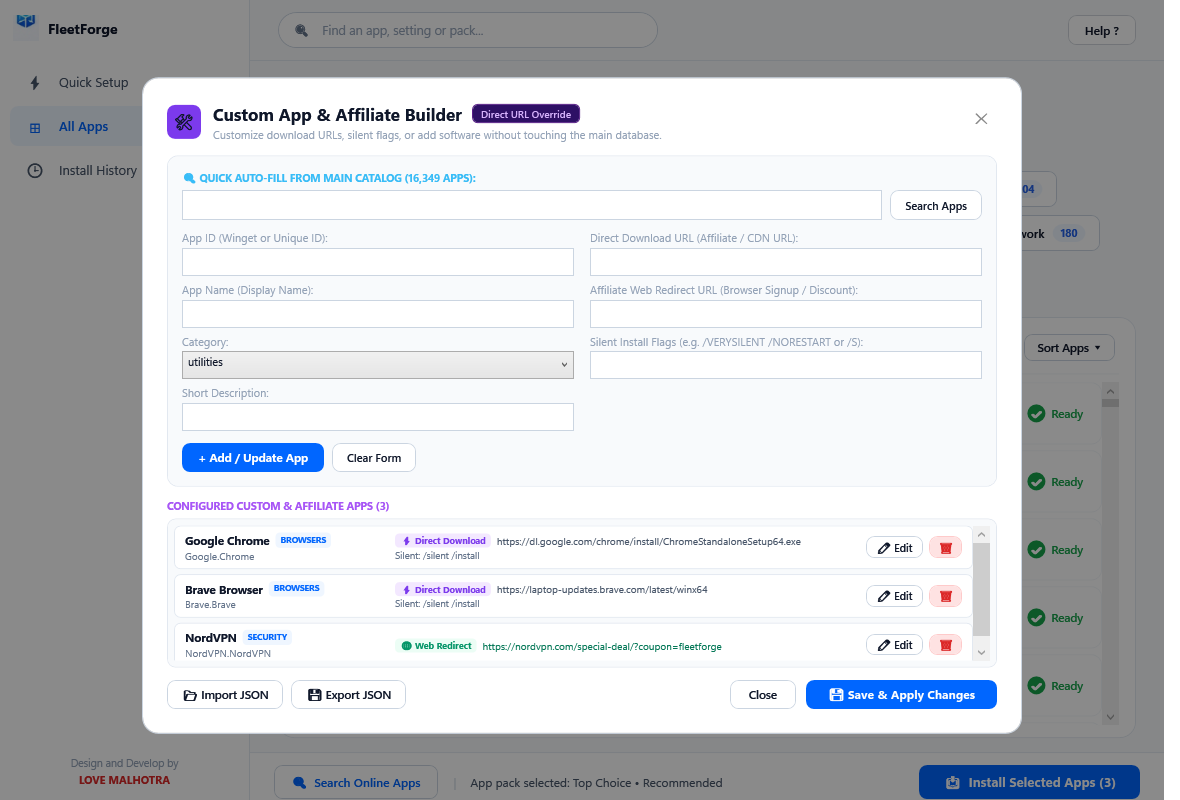 FleetForge
Find an app, setting or pack...
Help ?
Quick Setup
All Apps
Install History
Custom App & Affiliate Builder
Direct URL Override
Customize download URLs, silent flags, or add software without touching the main database.
QUICK AUTO-FILL FROM MAIN CATALOG (16,349 APPS):
Search Apps
App ID (Winget or Unique ID):
Direct Download URL (Affiliate / CDN URL):
App Name (Display Name):
Affiliate Web Redirect URL (Browser Signup / Discount):
Category:
utilities
Silent Install Flags (e.g. /VERYSILENT /NORESTART or /S):
Short Description:
+ Add / Update App
Clear Form
CONFIGURED CUSTOM & AFFILIATE APPS (3)
Google Chrome
BROWSERS
Google.Chrome
Direct Download
https://dl.google.com/chrome/install/ChromeStandaloneSetup64.exe
Silent: /silent /install
Edit
Brave Browser
BROWSERS
Brave.Brave
Direct Download
https://laptop-updates.brave.com/latest/winx64
Silent: /silent /install
Edit
NordVPN
SECURITY
NordVPN.NordVPN
Web Redirect
https://nordvpn.com/special-deal/?coupon=fleetforge
Edit
Import JSON
Export JSON
Close
Save & Apply Changes
04
work
180
Sort Apps
Ready
Ready
Ready
Ready
Ready
Design and Develop by
LOVE MALHOTRA
Search Online Apps
App pack selected: Top Choice • Recommended
Install Selected Apps (3)